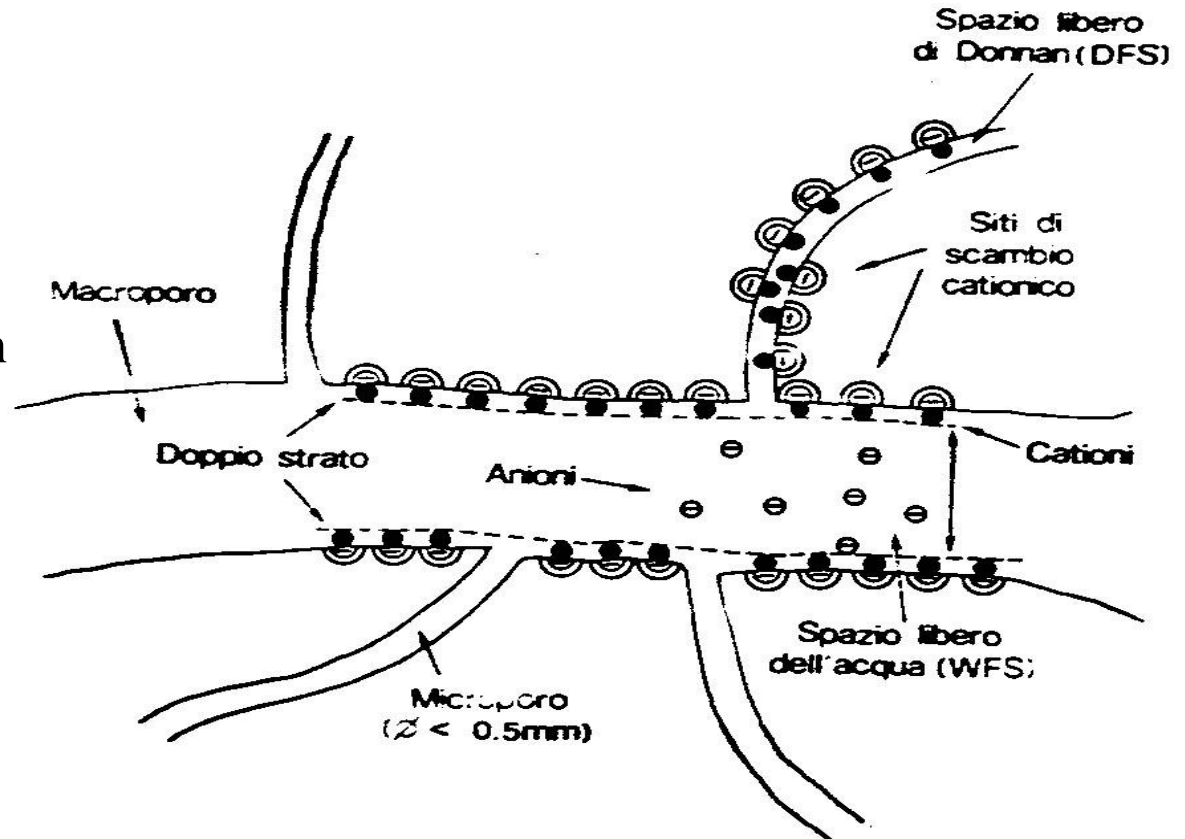 Spazio libero
di Donnan (DFS)
Siti di
scambio
cationico
Macroporo
Doppio strato
Anioni
Cationi
Spazio libero
dell'acqua (WFS)
Microporo
(Ø < 0.5mm)